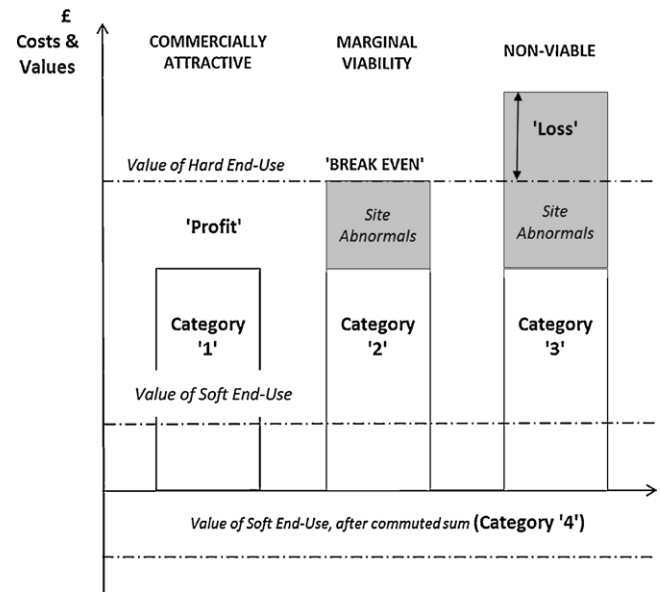 £
Costs &
Values
COMMERCIALLY
ATTRACTIVE
MARGINAL
VIABILITY
NON-VIABLE
'Loss'
Value of Hard End-Use
'BREAK EVEN'
'Profit'
Site
Abnormals
Site
Abnormals
Category
'1'
Category
'2'
Category
'3'
Value of Soft End-Use
Value of Soft End-Use, after commuted sum (Category '4')